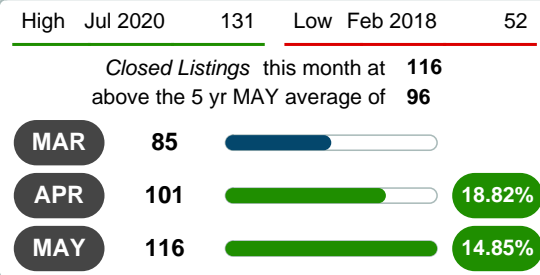 High Jul 2020 131 Low Feb 2018 52
Closed Listings this month at 116
above the 5 yr MAY average of 96
MAR 85
APR 101 18.82%
MAY 116 14.85%